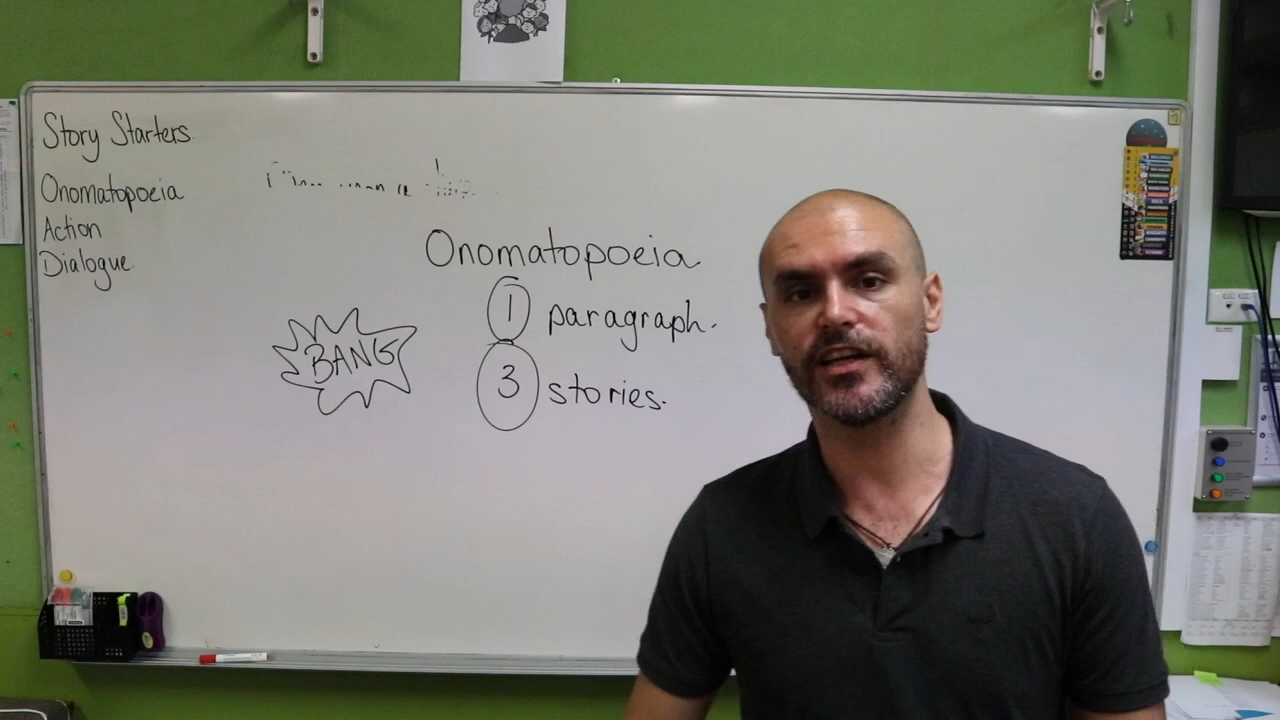 Story Starters
Onomatopoeia
Action
Dialogue.
Onomatopoeia
1 paragraph.
BANG
3 stories.